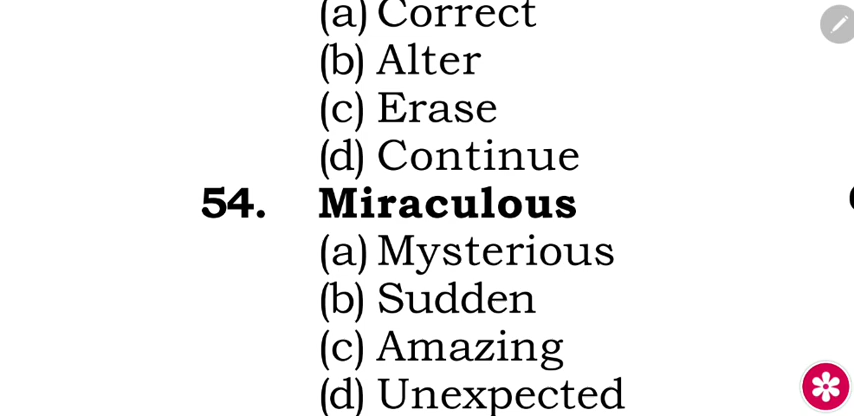 (a) Correct
(b) Alter
(c) Erase
(d) Continue
54. Miraculous
(a) Mysterious
(b) Sudden
(c) Amazing
(d) Unexpected